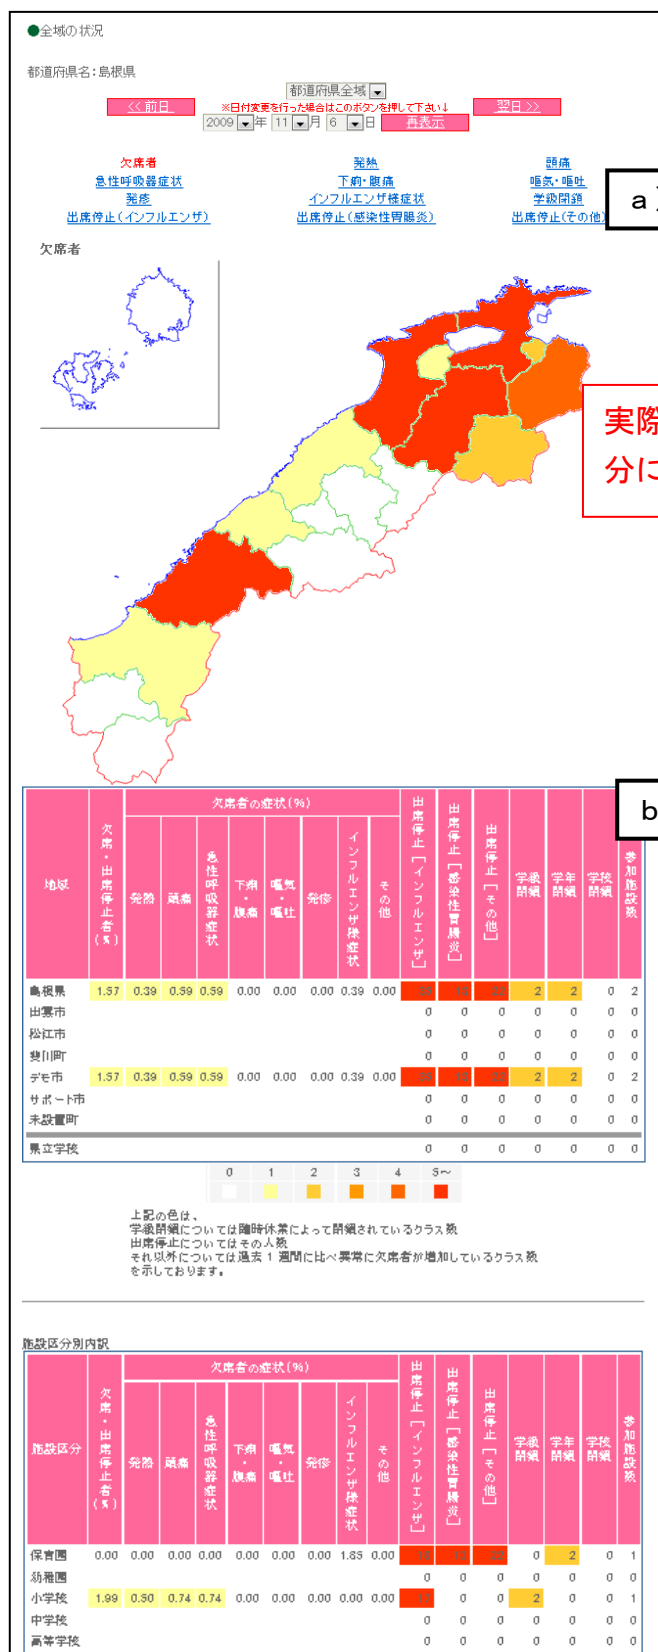 ●全域の状況
都道府県名：島根県
都道府県全域
<< 前日
※日付変更を行った場合はこのボタンを押して下さい↓
翌日 >>
2009 年 11 月 6 日 再表示
欠席者 発熱 頭痛
急性呼吸器症状 下痢・腹痛 嘔気・嘔吐
発疹 インフルエンザ様症状 学級閉鎖
出席停止(インフルエンザ) 出席停止(感染性胃腸炎) 出席停止(その他)
a
欠席者
実際
分に
b
地域 欠席・出席停止者(%) 欠席者の症状(%) 発熱 頭痛 急性呼吸器症状 下痢・腹痛 嘔気・嘔吐 発疹 インフルエンザ様症状 その他 出席停止[インフルエンザ] 出席停止[感染性胃腸炎] 出席停止[その他] 学級閉鎖 学年閉鎖 学校閉鎖 参加施設数
島根県 1.57 0.39 0.59 0.59 0.00 0.00 0.00 0.39 0.00 2 2 0 2
出雲市 0 0 0 0 0 0 0
松江市 0 0 0 0 0 0 0
斐川町 0 0 0 0 0 0 0
デモ市 1.57 0.39 0.59 0.59 0.00 0.00 0.00 0.39 0.00 2 2 0 2
サポート市 0 0 0 0 0 0 0
未設置町 0 0 0 0 0 0 0
県立学校 0 0 0 0 0 0 0
0 1 2 3 4 5～
上記の色は、
学級閉鎖については臨時休業によって閉鎖されているクラス数
出席停止についてはその人数
それ以外については過去 1 週間に比べ異常に欠席者が増加しているクラス数
を示しております。
施設区分別内訳
施設区分 欠席・出席停止者(%) 欠席者の症状(%) 発熱 頭痛 急性呼吸器症状 下痢・腹痛 嘔気・嘔吐 発疹 インフルエンザ様症状 その他 出席停止[インフルエンザ] 出席停止[感染性胃腸炎] 出席停止[その他] 学級閉鎖 学年閉鎖 学校閉鎖 参加施設数
保育園 0.00 0.00 0.00 0.00 0.00 0.00 0.00 1.85 0.00 0 2 0 1
幼稚園 0 0 0 0 0 0 0
小学校 1.99 0.50 0.74 0.74 0.00 0.00 0.00 0.00 0.00 0 0 2 0 0 1
中学校 0 0 0 0 0 0 0
高等学校 0 0 0 0 0 0 0